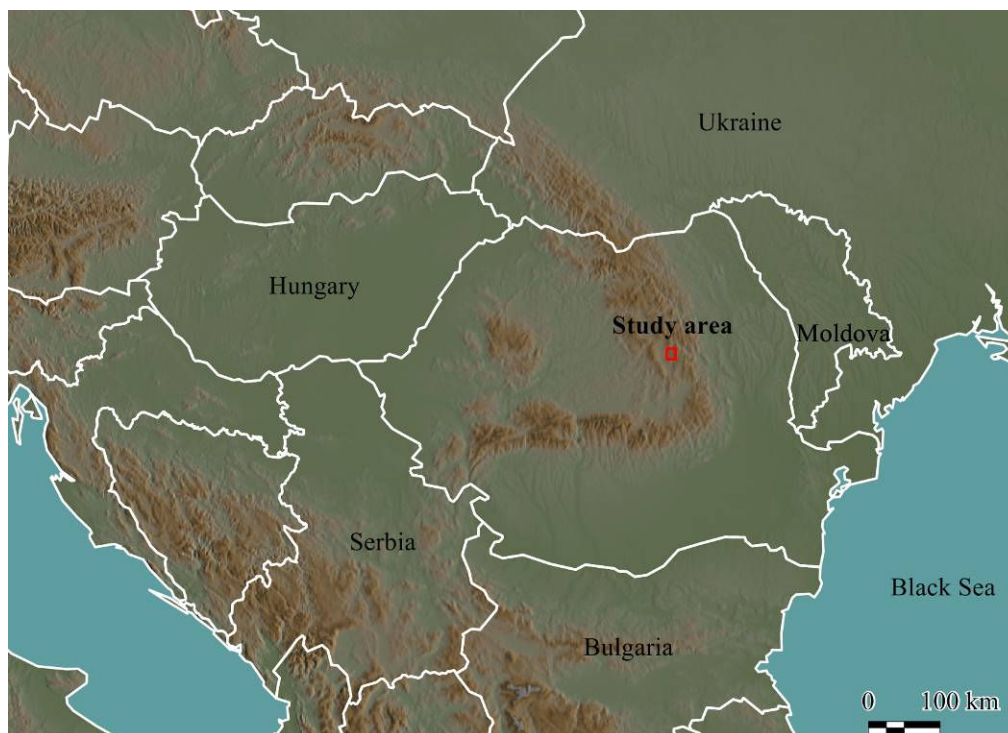 Ukraine
Hungary
Study area
Moldova
Serbia
Black Sea
Bulgaria
0 100 km